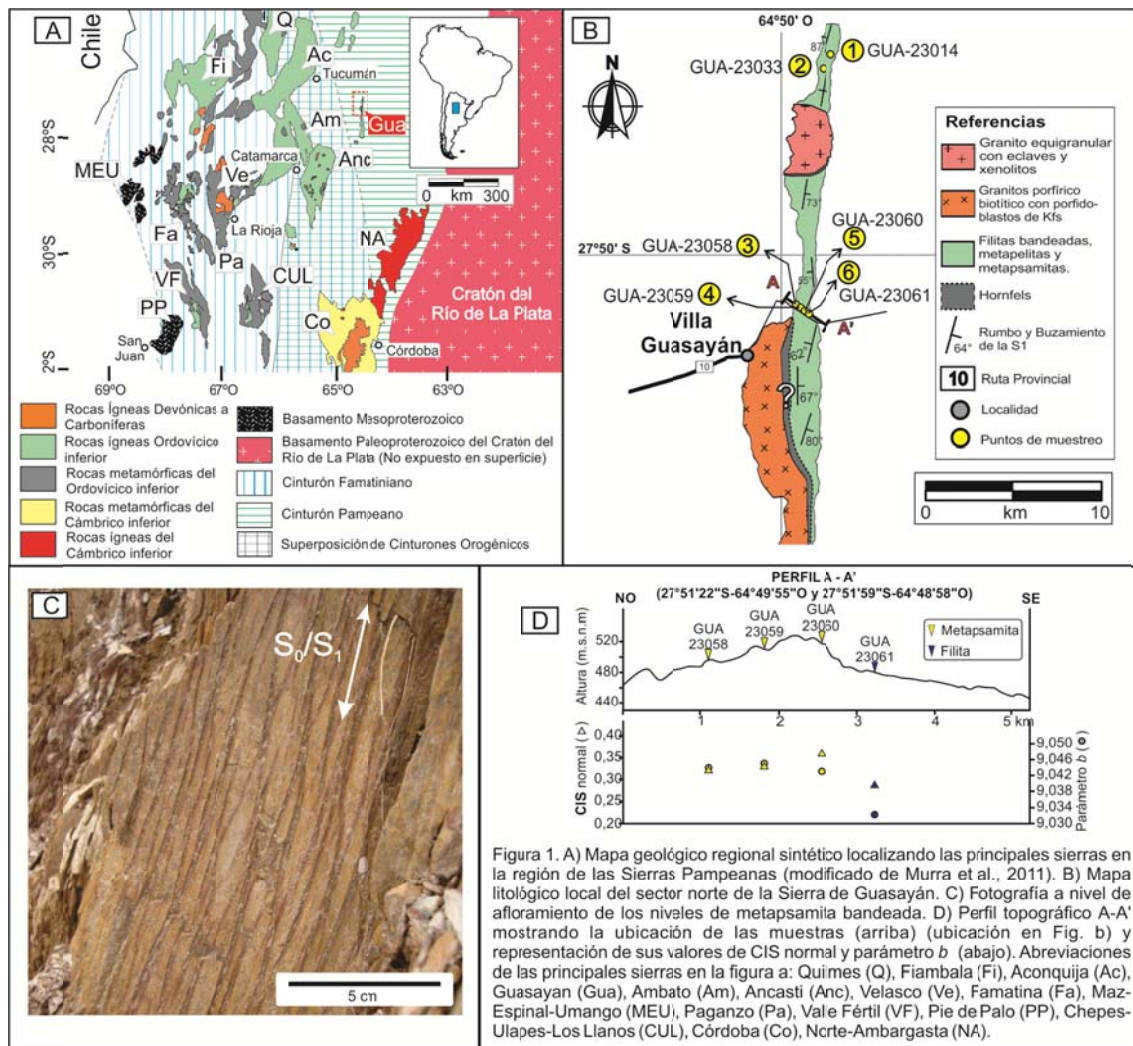 A
Chile
Q
Fi
Ac
Tucumán
Gua
Am
Anc
28°S
MEU
Catamarca
Ve
La Rioja
NA
Fa
30°S
Pa
VF
CUL
PP
Co
San
Juan
Córdoba
2°S
69°O
67°O
65°O
63°O
Cratón del
Río de La Plata
0 km 300
Rocas Ígneas Devónicas a
Carboníferas
Rocas ígneas Ordovícico
inferior
Rocas metamórficas del
Ordovícico inferior
Rocas metamórficas del
Cámbrico inferior
Rocas ígneas del
Cámbrico inferior
Basamento Mesoproterozoico
Basamento Paleoproterozoico del Cratón del
Río de La Plata (No expuesto en superficie)
Cinturón Famatiniano
Cinturón Pampeano
Superposición de Cinturones Orogénicos
B
64°50' O
N
87°
1 GUA-23014
GUA-23033 2
73°
27°50' S
GUA-23058 3
5 GUA-23060
55°
6
A
GUA-23059 4
GUA-23061
A'
Villa
Guasayán
10
62°
?
67°
80°
Referencias
Granito equigranular
con eclaves y
xenolitos
Granitos porfírico
biotítico con porfido-
blastos de Kfs
Filitas bandeadas,
metapelitas y
metapsamitas.
Hornfels
64°
Rumbo y Buzamiento
de la S1
10 Ruta Provincial
Localidad
Puntos de muestreo
0 km 10
C
S₀/S₁
5 cm
D
PERFIL A - A'
(27°51'22"S-64°49'55"O y 27°51'59"S-64°48'58"O)
NO
SE
GUA
23058
GUA
23059
GUA
23060
GUA
23061
Metapsamita
Filita
Altura (m.s.n.m)
520
480
440
1 2 3 4 5 km
CIS normal (▷)
0,40
0,35
0,30
0,25
0,20
9,050
9,046
9,042
9,038
9,034
9,030
Parámetro b
Figura 1. A) Mapa geológico regional sintético localizando las principales sierras en
la región de las Sierras Pampeanas (modificado de Murra et al., 2011). B) Mapa
litológico local del sector norte de la Sierra de Guasayán. C) Fotografía a nivel de
afloramiento de los niveles de metapsamita bandeada. D) Perfil topográfico A-A'
mostrando la ubicación de las muestras (arriba) (ubicación en Fig. b) y
representación de sus valores de CIS normal y parámetro b (abajo). Abreviaciones
de las principales sierras en la figura a: Quilmes (Q), Fiambala (Fi), Aconquija (Ac),
Guasayan (Gua), Ambato (Am), Ancasti (Anc), Velasco (Ve), Famatina (Fa), Maz-
Espinal-Umango (MEU), Paganzo (Pa), Valle Fértil (VF), Pie de Palo (PP), Chepes-
Ulapes-Los Llanos (CUL), Córdoba (Co), Norte-Ambargasta (NA).